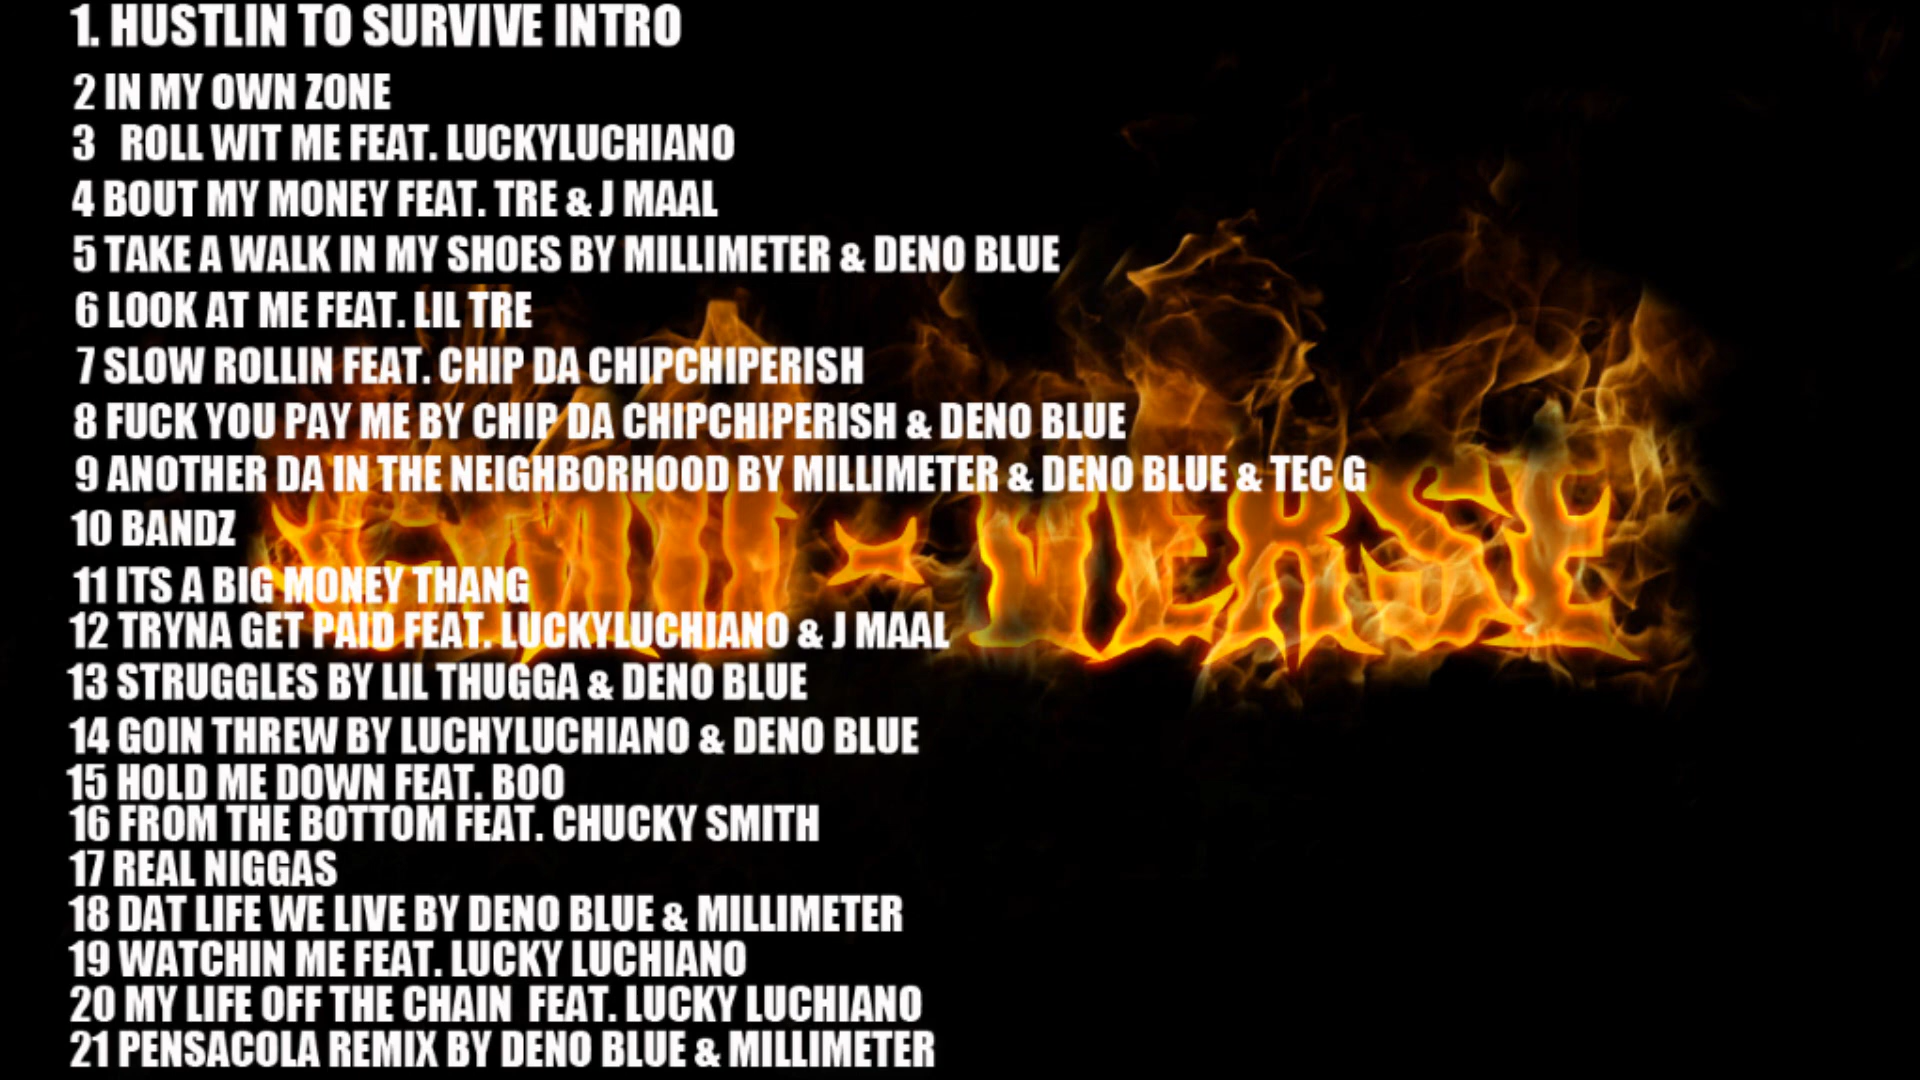 1. HUSTLIN TO SURVIVE INTRO
2 IN MY OWN ZONE
3 ROLL WIT ME FEAT. LUCKYLUCHIANO
4 BOUT MY MONEY FEAT. TRE & J MAAL
5 TAKE A WALK IN MY SHOES BY MILLIMETER & DENO BLUE
6 LOOK AT ME FEAT. LIL TRE
7 SLOW ROLLIN FEAT. CHIP DA CHIPCHIPERISH
8 FUCK YOU PAY ME BY CHIP DA CHIPCHIPERISH & DENO BLUE
9 ANOTHER DA IN THE NEIGHBORHOOD BY MILLIMETER & DENO BLUE & TEC G
10 BANDZ
- VERSE
11 ITS A BIG MONEY THANG
12 TRYNA GET PAID FEAT. LUCKYLUCHIANO & J MAAL
13 STRUGGLES BY LIL THUGGA & DENO BLUE
14 GOIN THREW BY LUCHYLUCHIANO & DENO BLUE
15 HOLD ME DOWN FEAT. BOO
16 FROM THE BOTTOM FEAT. CHUCKY SMITH
17 REAL NIGGAS
18 DAT LIFE WE LIVE BY DENO BLUE & MILLIMETER
19 WATCHIN ME FEAT. LUCKY LUCHIANO
20 MY LIFE OFF THE CHAIN FEAT. LUCKY LUCHIANO
21 PENSACOLA REMIX BY DENO BLUE & MILLIMETER